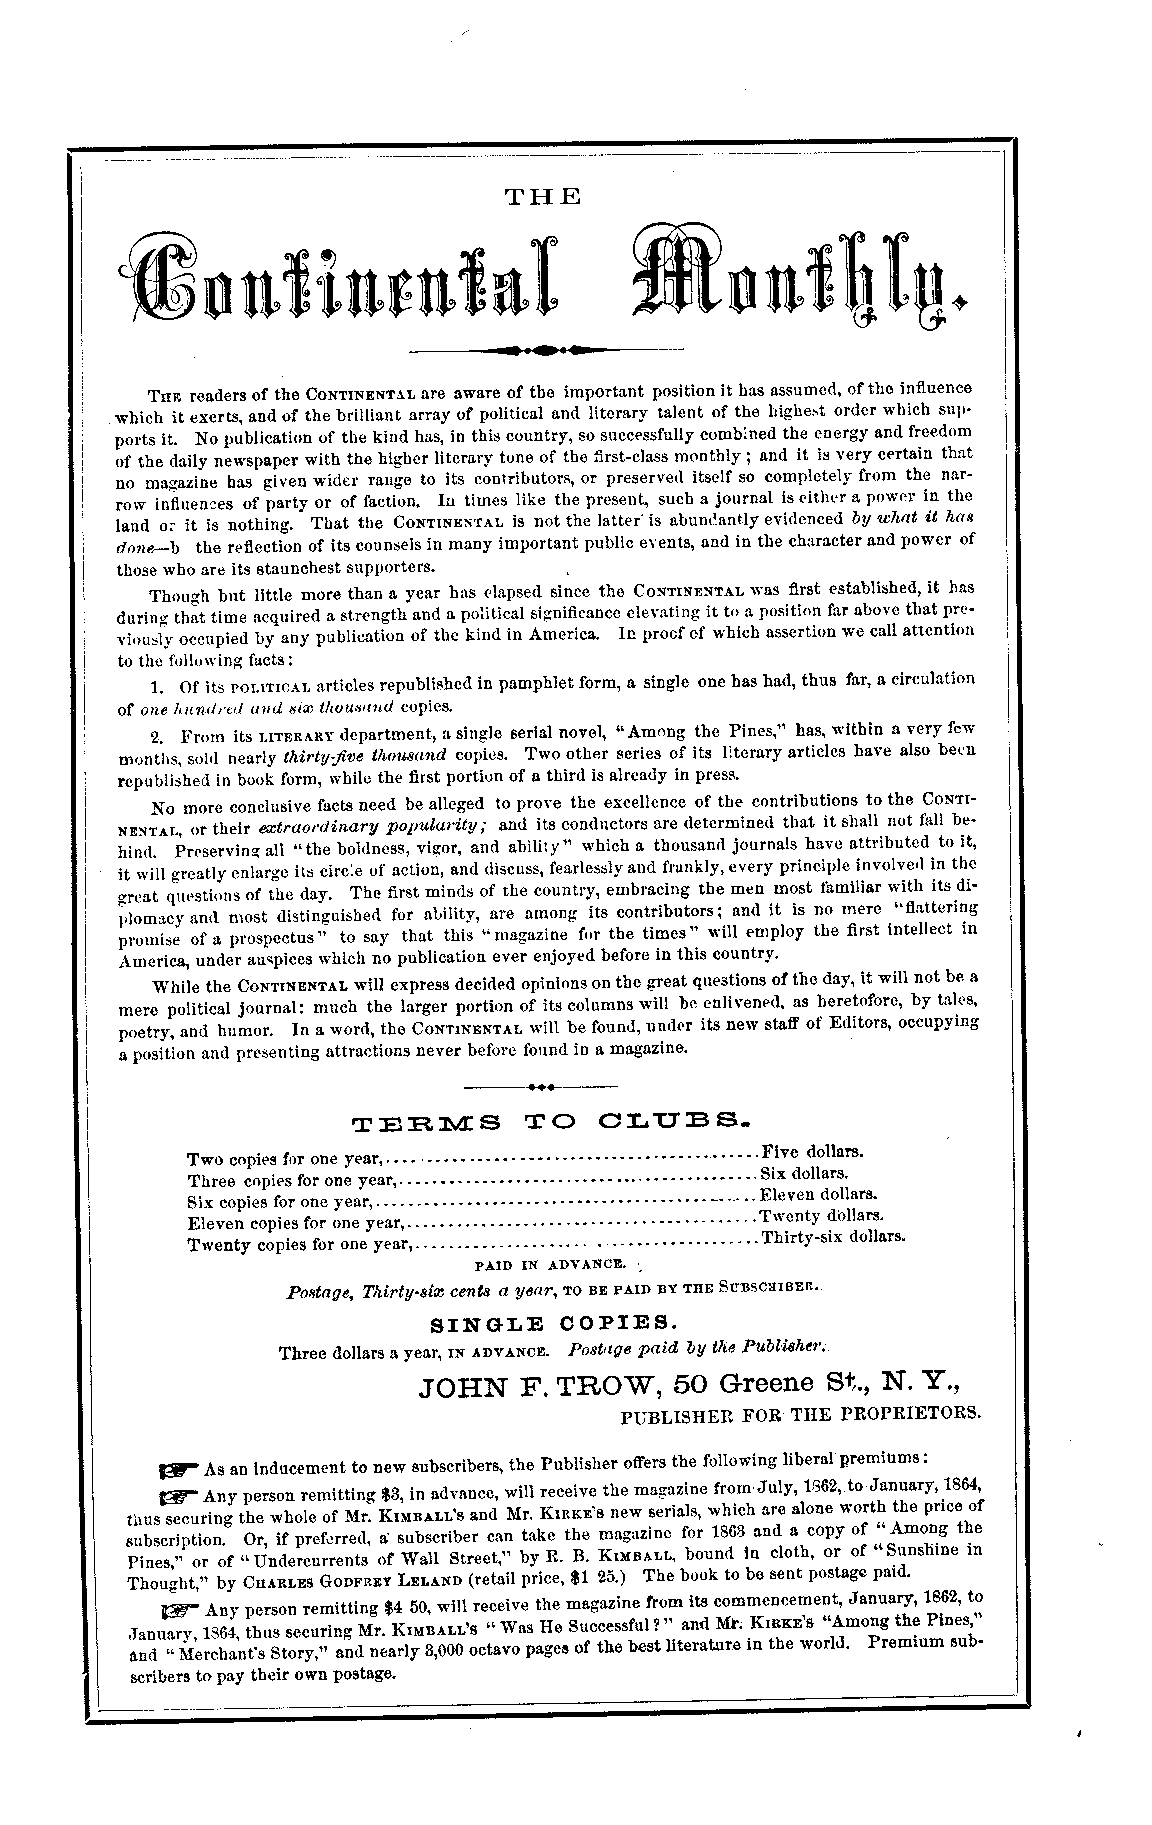 THE
Continental Monthly.
THE readers of the CONTINENTAL are aware of the important position it has assumed, of the influence
which it exerts, and of the brilliant array of political and literary talent of the highest order which sup-
ports it. No publication of the kind has, in this country, so successfully combined the energy and freedom
of the daily newspaper with the higher literary tone of the first-class monthly; and it is very certain that
no magazine has given wider range to its contributors, or preserved itself so completely from the nar-
row influences of party or of faction. In times like the present, such a journal is either a power in the
land or it is nothing. That the CONTINENTAL is not the latter is abundantly evidenced by what it has
done—b the reflection of its counsels in many important public events, and in the character and power of
those who are its staunchest supporters.
Though but little more than a year has elapsed since the CONTINENTAL was first established, it has
during that time acquired a strength and a political significance elevating it to a position far above that pre-
viously occupied by any publication of the kind in America. In proof of which assertion we call attention
to the following facts:
1. Of its POLITICAL articles republished in pamphlet form, a single one has had, thus far, a circulation
of one hundred and six thousand copies.
2. From its LITERARY department, a single serial novel, "Among the Pines," has, within a very few
months, sold nearly thirty-five thousand copies. Two other series of its literary articles have also been
republished in book form, while the first portion of a third is already in press.
No more conclusive facts need be alleged to prove the excellence of the contributions to the CONTI-
NENTAL, or their extraordinary popularity; and its conductors are determined that it shall not fall be-
hind. Preserving all "the boldness, vigor, and ability" which a thousand journals have attributed to it,
it will greatly enlarge its circle of action, and discuss, fearlessly and frankly, every principle involved in the
great questions of the day. The first minds of the country, embracing the men most familiar with its di-
plomacy and most distinguished for ability, are among its contributors; and it is no mere "flattering
promise of a prospectus" to say that this "magazine for the times" will employ the first intellect in
America, under auspices which no publication ever enjoyed before in this country.
While the CONTINENTAL will express decided opinions on the great questions of the day, it will not be a
mere political journal: much the larger portion of its columns will be enlivened, as heretofore, by tales,
poetry, and humor. In a word, the CONTINENTAL will be found, under its new staff of Editors, occupying
a position and presenting attractions never before found in a magazine.
TERMS TO CLUBS.
Two copies for one year,........Five dollars.
Three copies for one year,........Six dollars.
Six copies for one year,........Eleven dollars.
Eleven copies for one year,........Twenty dollars.
Twenty copies for one year,........Thirty-six dollars.
PAID IN ADVANCE.
Postage, Thirty-six cents a year, TO BE PAID BY THE SUBSCRIBER.
SINGLE COPIES.
Three dollars a year, IN ADVANCE. Postage paid by the Publisher.
JOHN F. TROW, 50 Greene St., N. Y.,
PUBLISHER FOR THE PROPRIETORS.
☞ As an inducement to new subscribers, the Publisher offers the following liberal premiums:
☞ Any person remitting $3, in advance, will receive the magazine from July, 1862, to January, 1864,
thus securing the whole of Mr. KIMBALL'S and Mr. KIRKE'S new serials, which are alone worth the price of
subscription. Or, if preferred, a subscriber can take the magazine for 1863 and a copy of "Among the
Pines," or of "Undercurrents of Wall Street," by R. B. KIMBALL, bound in cloth, or of "Sunshine in
Thought," by CHARLES GODFREY LELAND (retail price, $1 25.) The book to be sent postage paid.
☞ Any person remitting $4 50, will receive the magazine from its commencement, January, 1862, to
January, 1864, thus securing Mr. KIMBALL'S "Was He Successful?" and Mr. KIRKE'S "Among the Pines,"
and "Merchant's Story," and nearly 3,000 octavo pages of the best literature in the world. Premium sub-
scribers to pay their own postage.